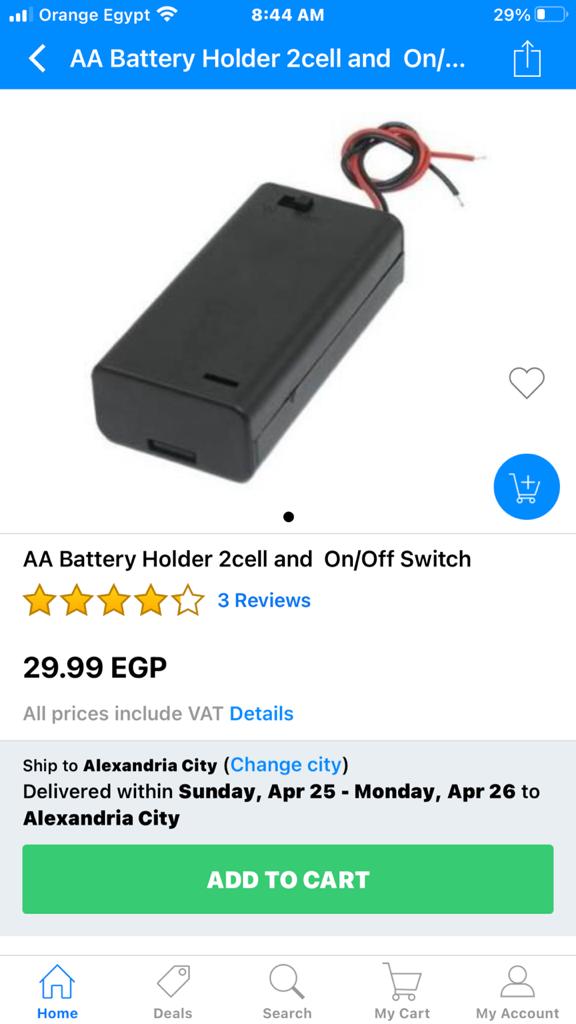 Orange Egypt 8:44 AM 29%
AA Battery Holder 2cell and On/...
AA Battery Holder 2cell and On/Off Switch
3 Reviews
29.99 EGP
All prices include VAT Details
Ship to Alexandria City (Change city)
Delivered within Sunday, Apr 25 - Monday, Apr 26 to
Alexandria City
ADD TO CART
Home Deals Search My Cart My Account